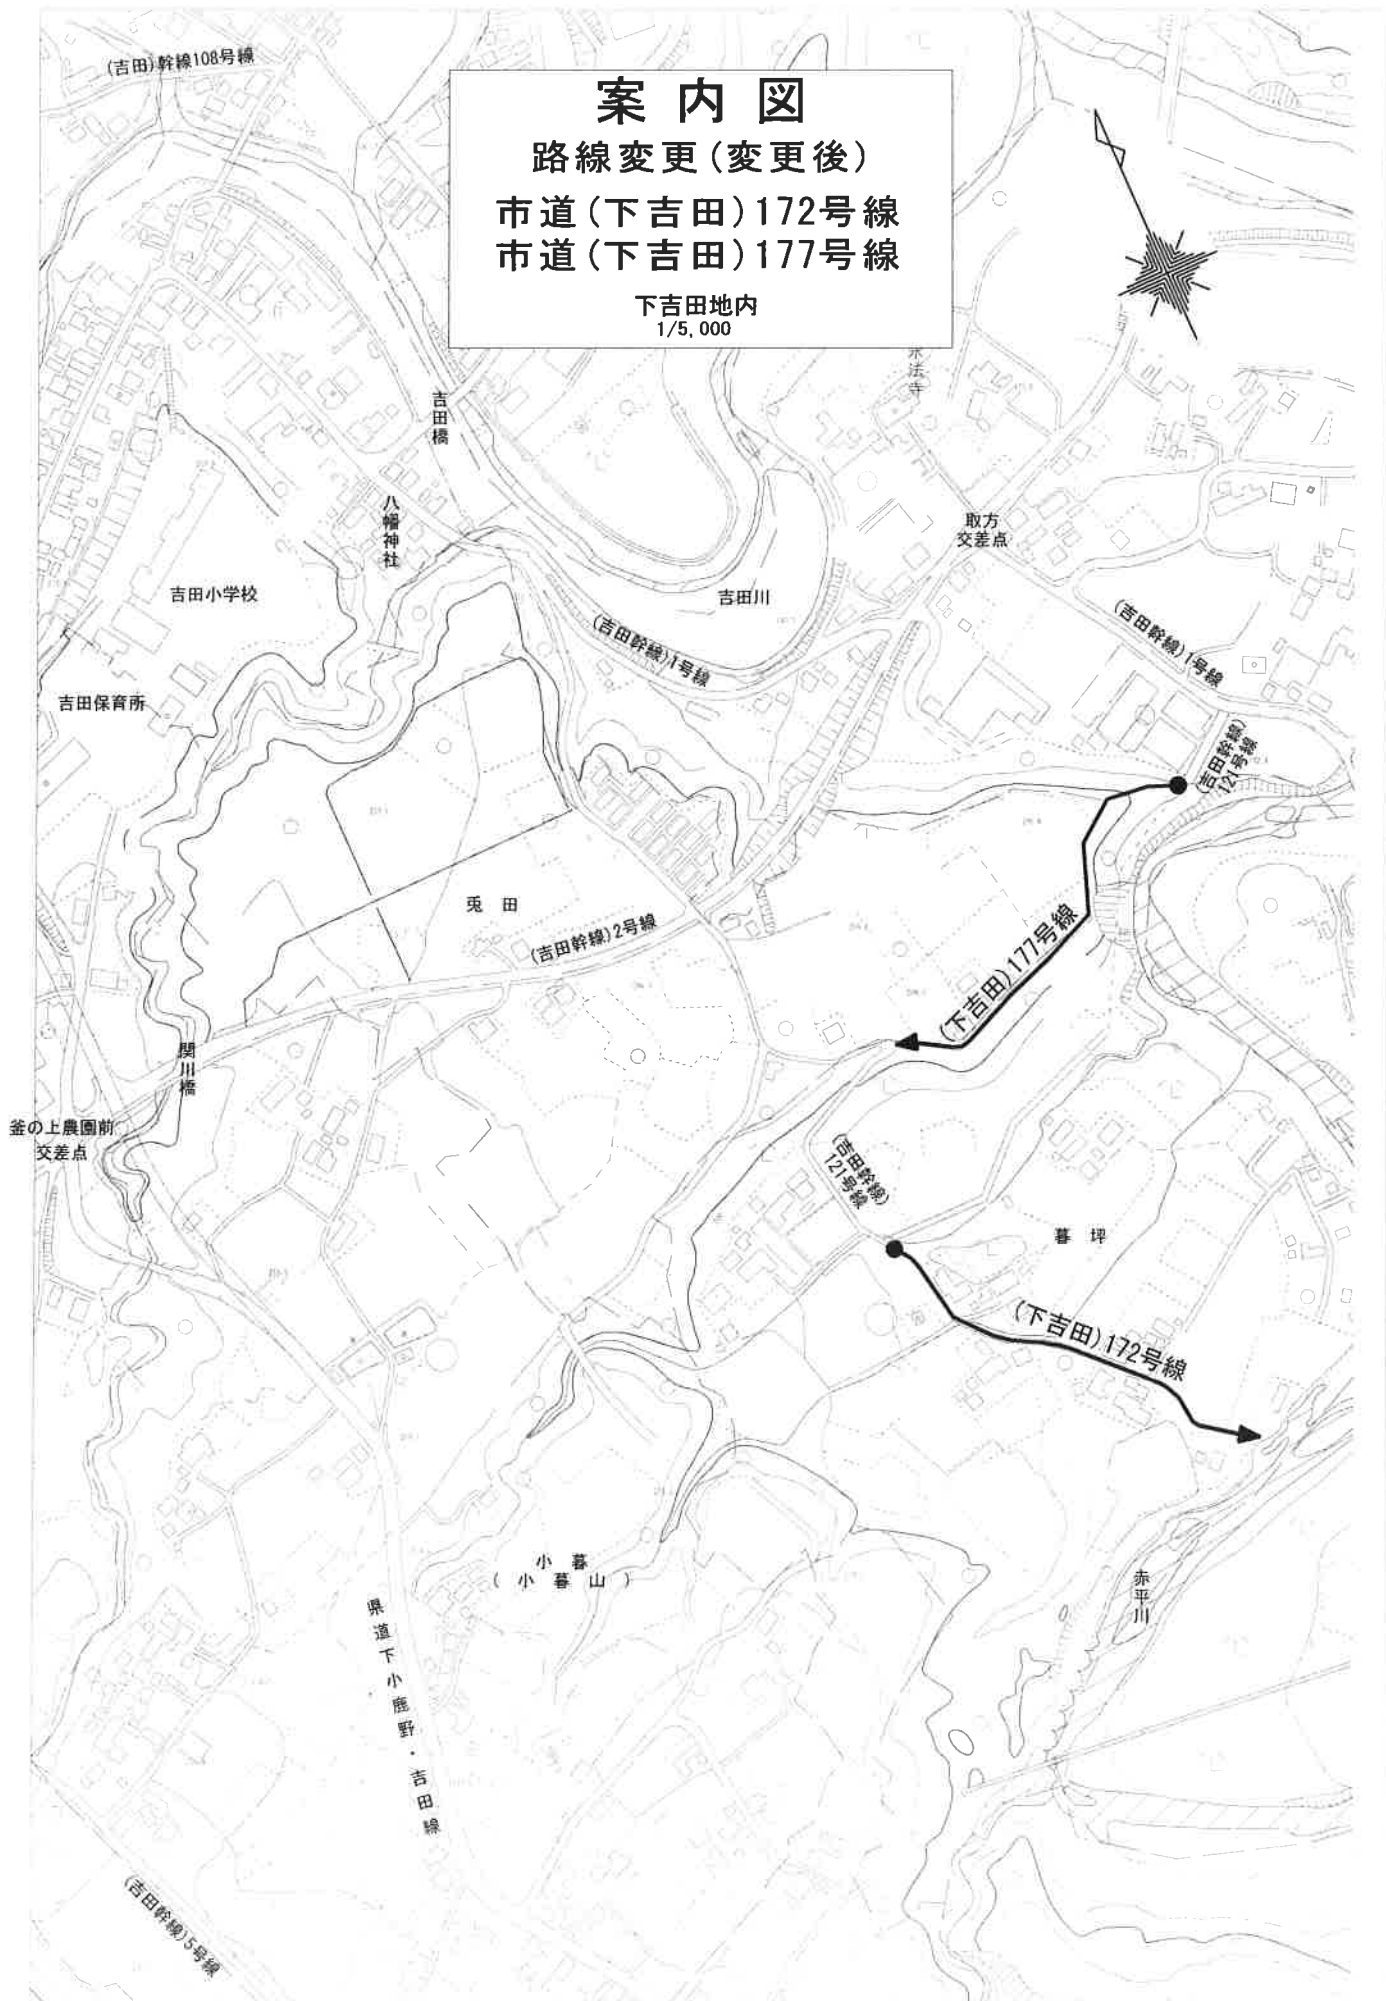 (吉田)幹線108号線
案内図
路線変更(変更後)
市道(下吉田)172号線
市道(下吉田)177号線
下吉田地内
1/5,000
吉田橋
八幡神社
取方
交差点
吉田小学校
吉田川
(吉田幹線)1号線
(吉田幹線)1号線
吉田保育所
(吉田幹線)
121号線
兎田
(吉田幹線)2号線
(下吉田)177号線
関川橋
釜の上農園前
交差点
(吉田幹線)
121号線
暮坪
(下吉田)172号線
小暮
(小暮山)
赤平川
県道下小鹿野・吉田線
(吉田幹線)5号線